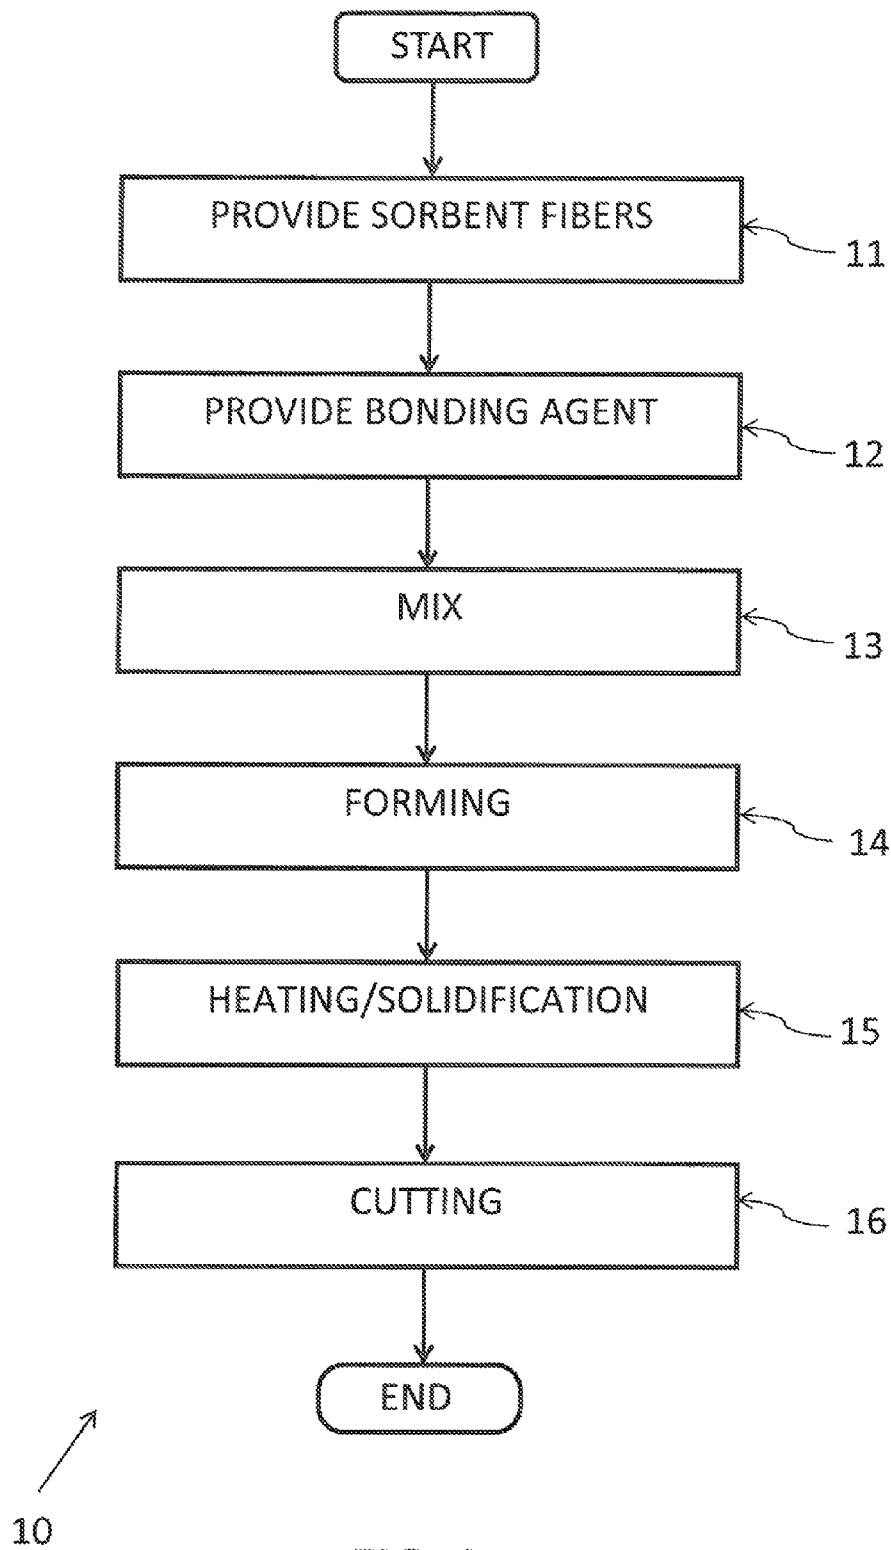 START
PROVIDE SORBENT FIBERS
11
PROVIDE BONDING AGENT
12
MIX
13
FORMING
14
HEATING/SOLIDIFICATION
15
CUTTING
16
END
10